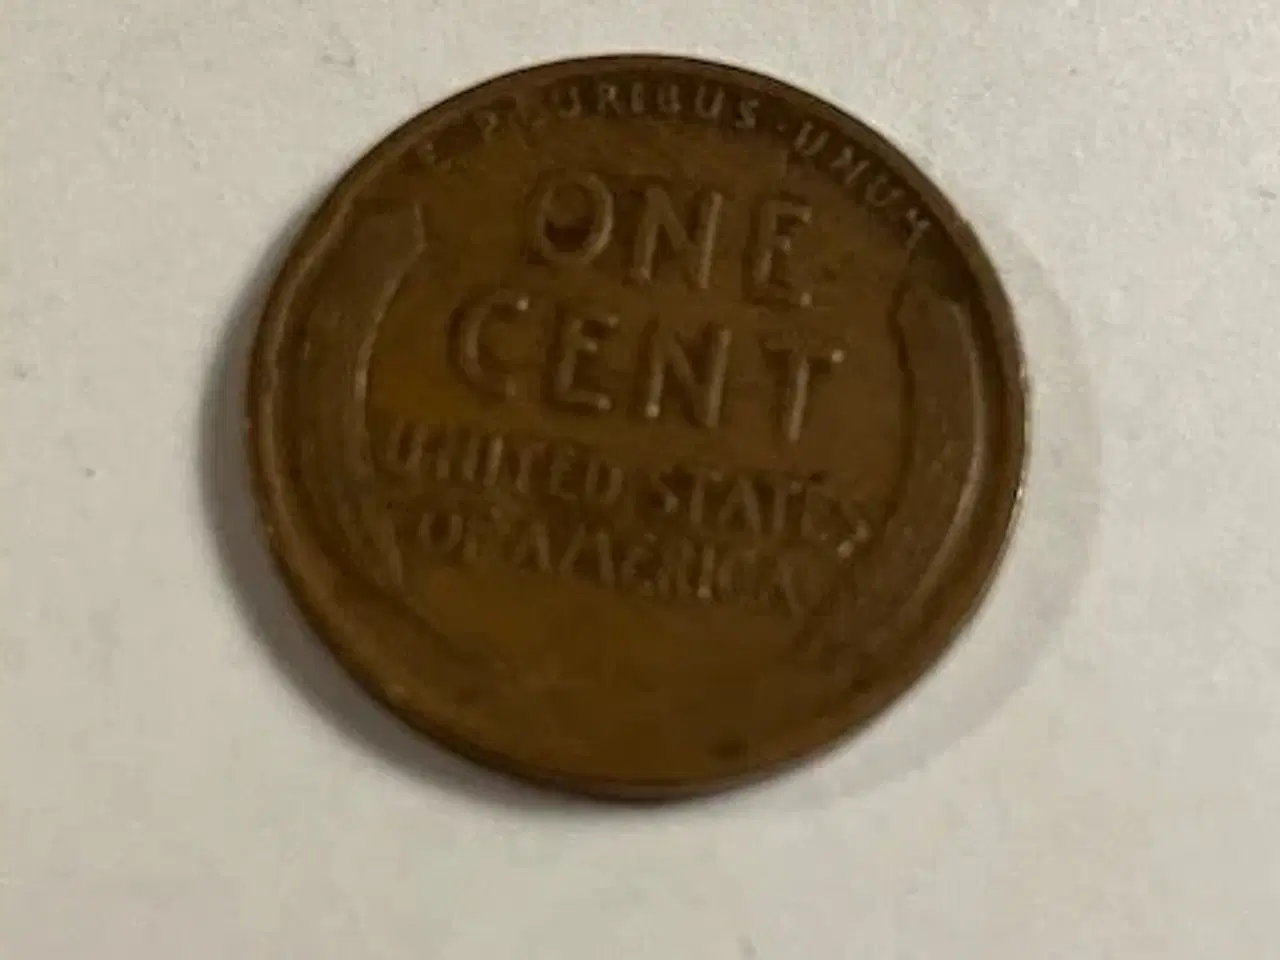 E PLURIBUS · UNUM
ONE
CENT
UNITED STATES
OF AMERICA